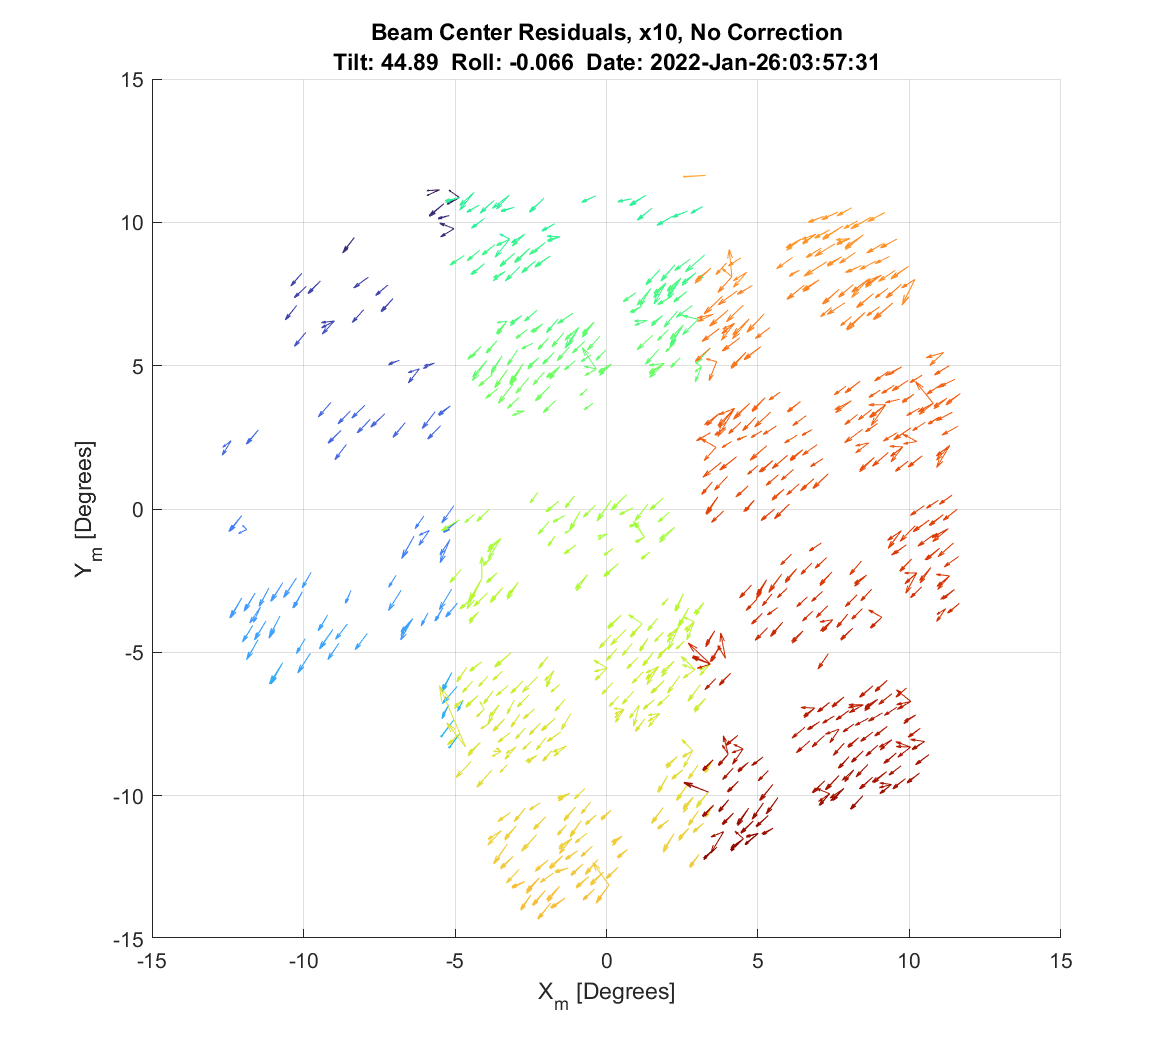 Beam Center Residuals, x10, No Correction
Tilt: 44.89 Roll: -0.066 Date: 2022-Jan-26:03:57:31
15
10
5
0
-5
-10
-15
Y_m [Degrees]
-15 -10 -5 0 5 10 15
X_m [Degrees]